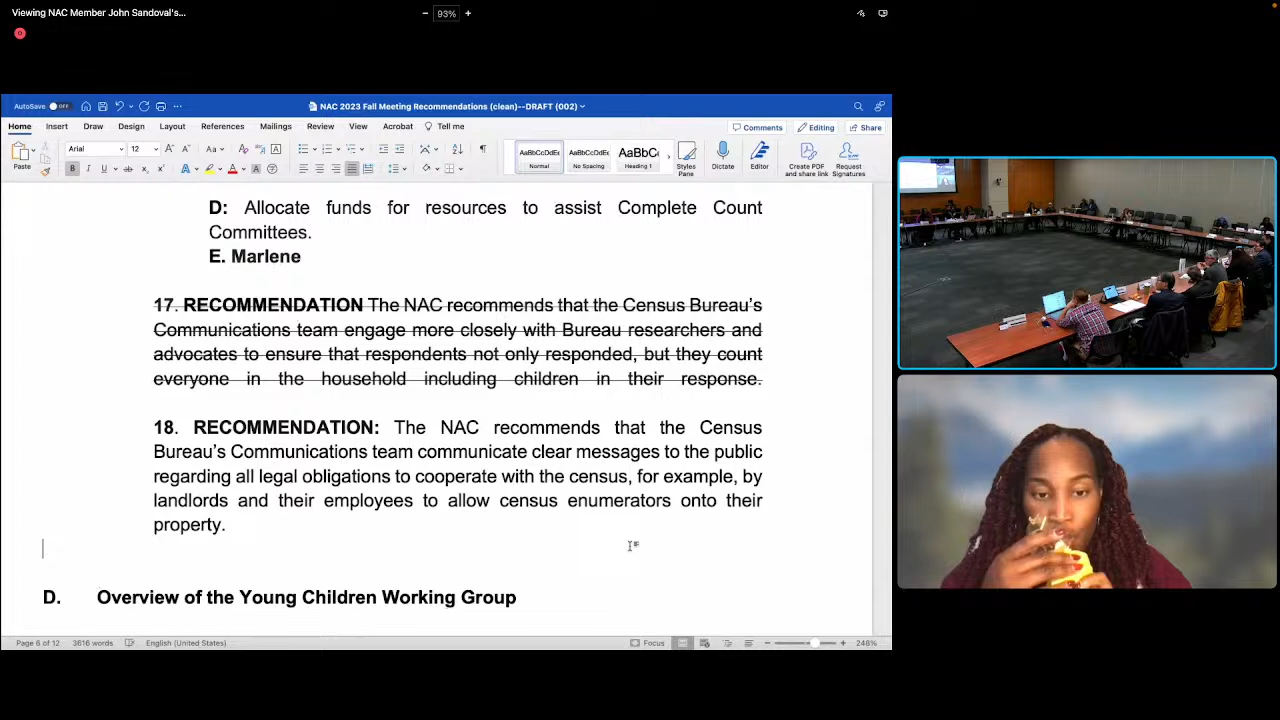 Viewing NAC Member John Sandoval's...
93%
AutoSave OFF
NAC 2023 Fall Meeting Recommendations (clean)--DRAFT (002)
Home Insert Draw Design Layout References Mailings Review View Acrobat Tell me
Comments Editing Share
Paste
Arial 12
AaBbCcDdEe AaBbCcDdEe AaBbCc
Normal No Spacing Heading 1
Styles Pane
Dictate
Editor
Create PDF and share link
Request Signatures
D: Allocate funds for resources to assist Complete Count
Committees.
E. Marlene
17. RECOMMENDATION The NAC recommends that the Census Bureau's
Communications team engage more closely with Bureau researchers and
advocates to ensure that respondents not only responded, but they count
everyone in the household including children in their response.
18. RECOMMENDATION: The NAC recommends that the Census
Bureau's Communications team communicate clear messages to the public
regarding all legal obligations to cooperate with the census, for example, by
landlords and their employees to allow census enumerators onto their
property.
D. Overview of the Young Children Working Group
Page 6 of 12 3616 words English (United States) Focus 248%